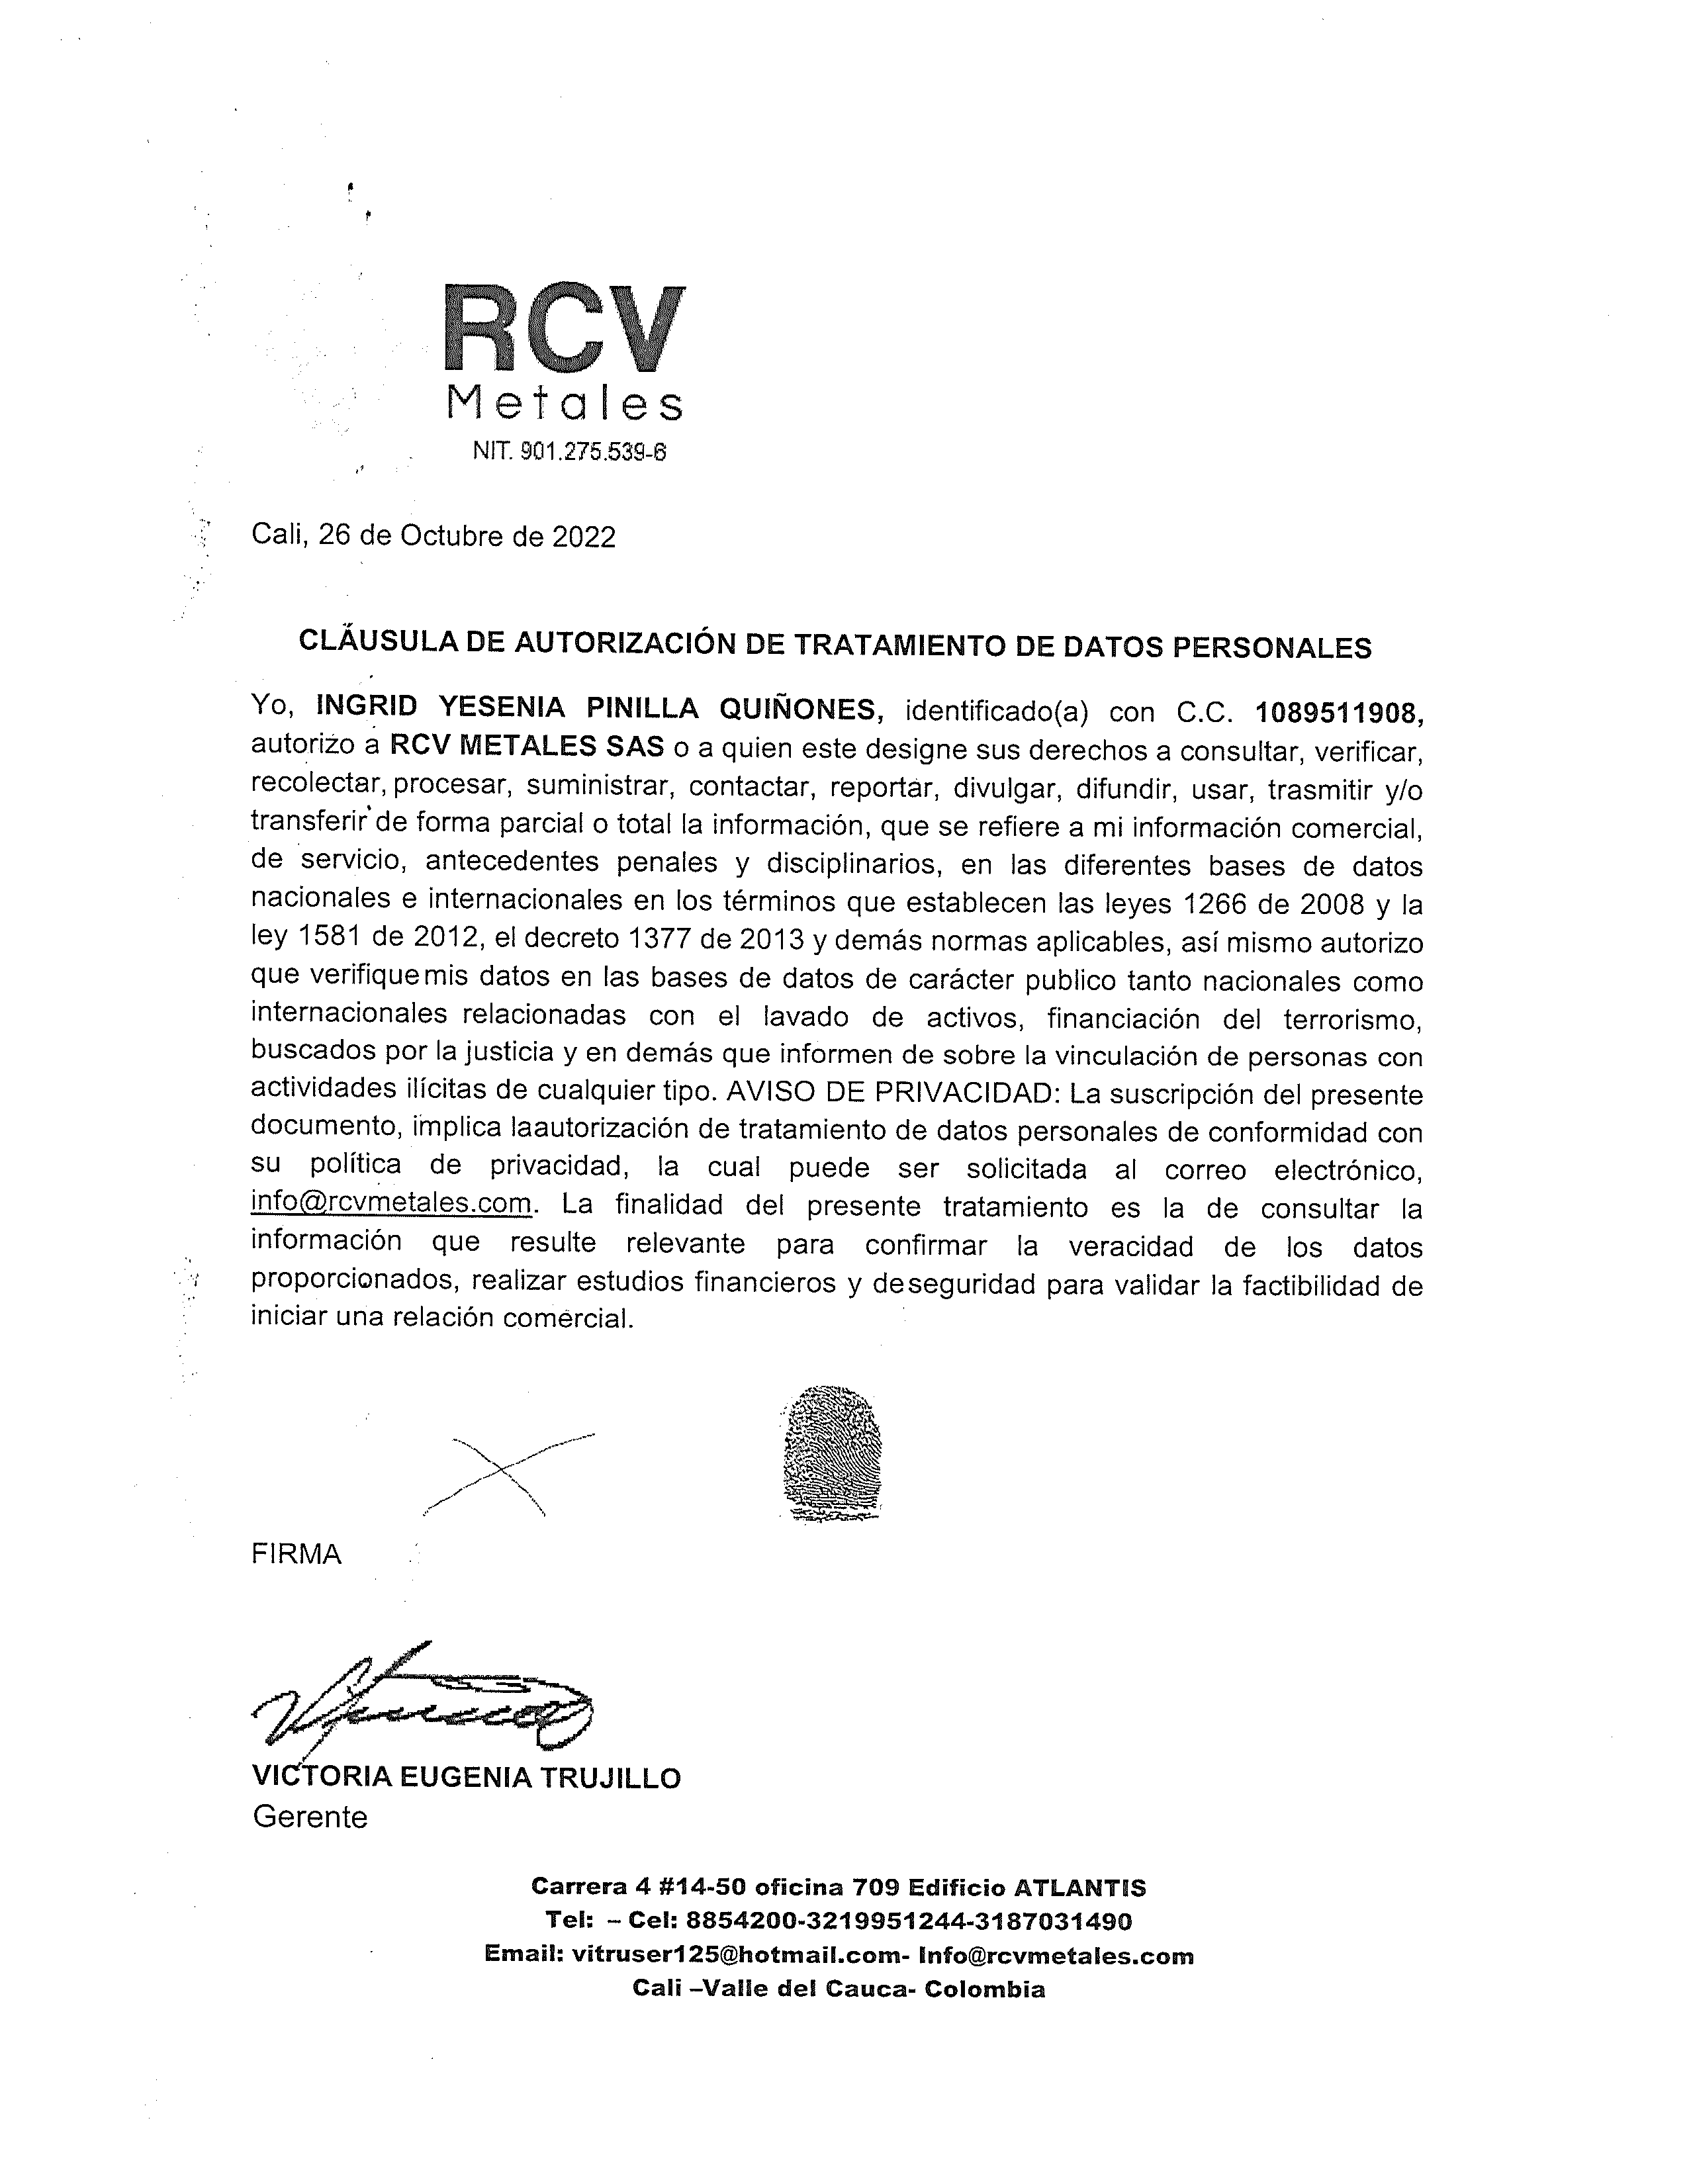 RCV
Metales
NIT. 901.275.539-6
Cali, 26 de Octubre de 2022
CLÁUSULA DE AUTORIZACIÓN DE TRATAMIENTO DE DATOS PERSONALES
Yo, INGRID YESENIA PINILLA QUIÑONES, identificado(a) con C.C. 1089511908,
autorizo a RCV METALES SAS o a quien este designe sus derechos a consultar, verificar,
recolectar, procesar, suministrar, contactar, reportar, divulgar, difundir, usar, trasmitir y/o
transferir de forma parcial o total la información, que se refiere a mi información comercial,
de servicio, antecedentes penales y disciplinarios, en las diferentes bases de datos
nacionales e internacionales en los términos que establecen las leyes 1266 de 2008 y la
ley 1581 de 2012, el decreto 1377 de 2013 y demás normas aplicables, así mismo autorizo
que verifique mis datos en las bases de datos de carácter publico tanto nacionales como
internacionales relacionadas con el lavado de activos, financiación del terrorismo,
buscados por la justicia y en demás que informen de sobre la vinculación de personas con
actividades ilícitas de cualquier tipo. AVISO DE PRIVACIDAD: La suscripción del presente
documento, implica laautorización de tratamiento de datos personales de conformidad con
su política de privacidad, la cual puede ser solicitada al correo electrónico,
info@rcvmetales.com. La finalidad del presente tratamiento es la de consultar la
información que resulte relevante para confirmar la veracidad de los datos
proporcionados, realizar estudios financieros y deseguridad para validar la factibilidad de
iniciar una relación comercial.
FIRMA
VICTORIA EUGENIA TRUJILLO
Gerente
Carrera 4 #14-50 oficina 709 Edificio ATLANTIS
Tel: – Cel: 8854200-3219951244-3187031490
Email: vitruser125@hotmail.com- Info@rcvmetales.com
Cali –Valle del Cauca- Colombia